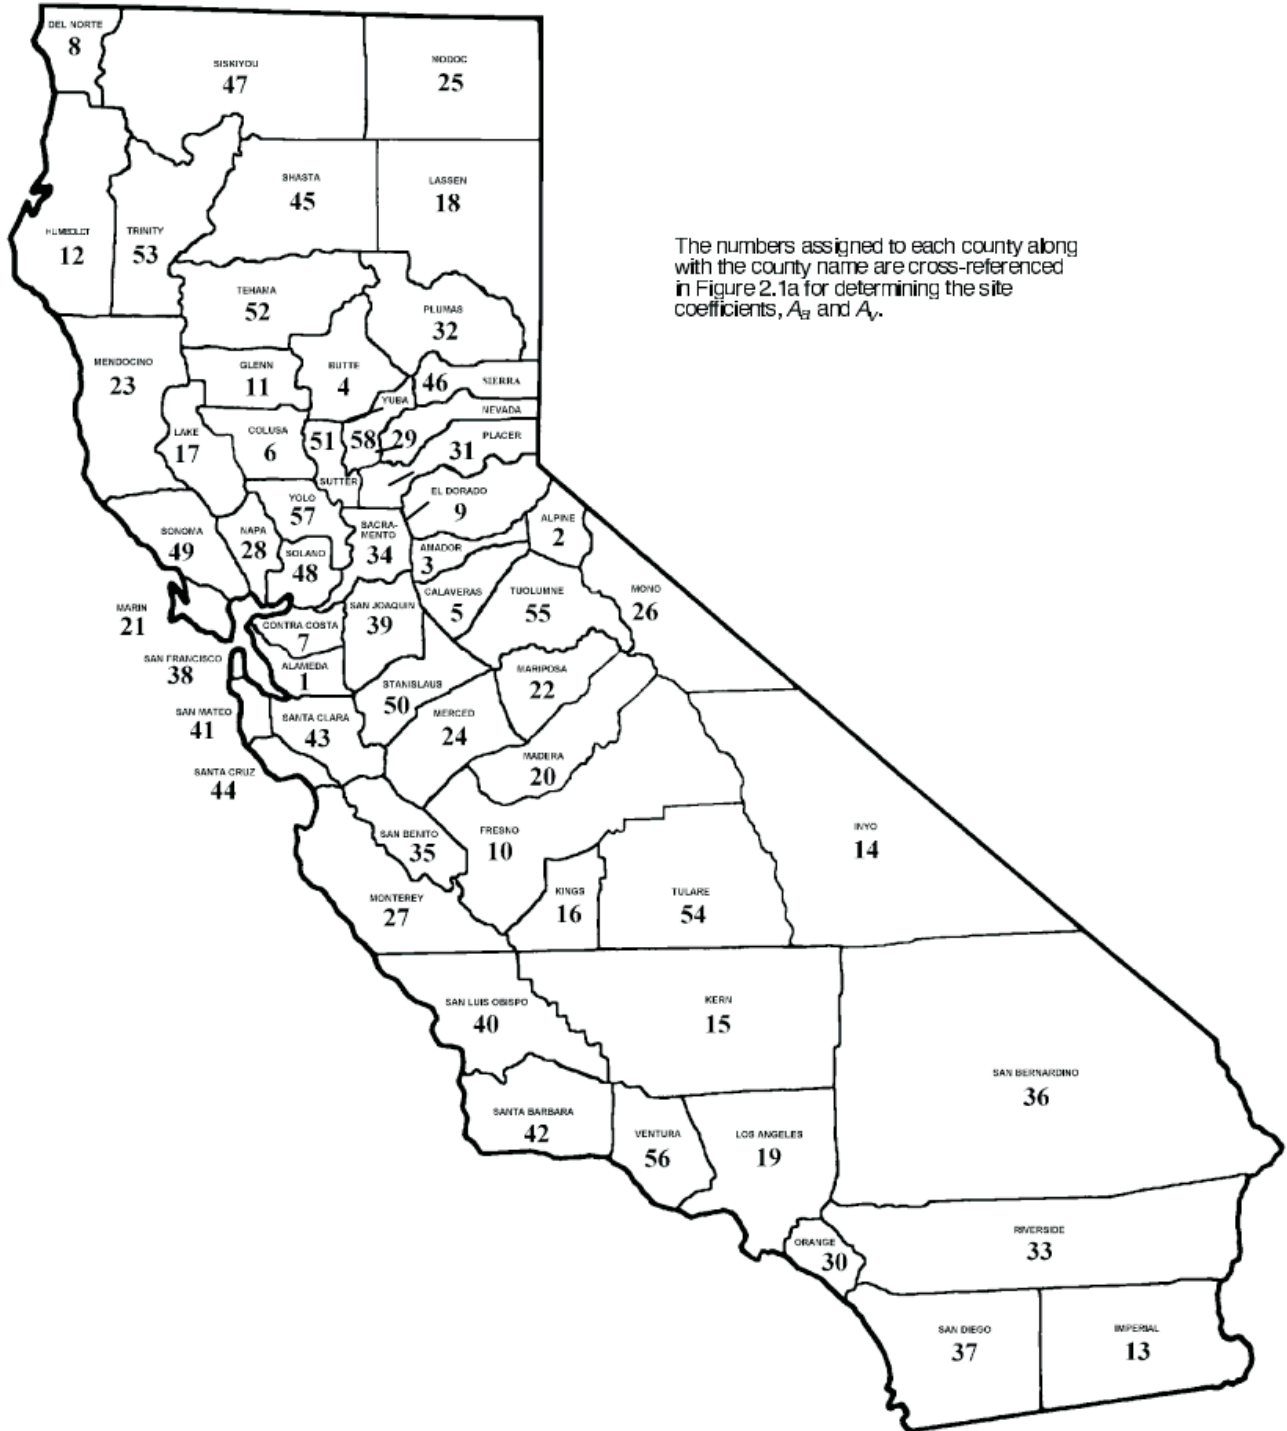 DEL NORTE
8
SISKIYOU
47
MODOC
25
SHASTA
45
LASSEN
18
HUMBOLDT
12
TRINITY
53
The numbers assigned to each county along
with the county name are cross-referenced
in Figure 2.1a for determining the site
coefficients, Aa and Av.
TEHAMA
52
PLUMAS
32
MENDOCINO
23
GLENN
11
BUTTE
4
46 SIERRA
YUBA
58
NEVADA
29
PLACER
31
LAKE
17
COLUSA
6
51
SUTTER
YOLO
57
EL DORADO
9
SONOMA
49
NAPA
28
SOLANO
48
SACRA-
MENTO
34
ALPINE
2
AMADOR
3
MARIN
21
CONTRA COSTA
7
SAN JOAQUIN
39
CALAVERAS
5
TUOLUMNE
55
MONO
26
SAN FRANCISCO
38
ALAMEDA
1
STANISLAUS
50
MARIPOSA
22
SAN MATEO
41
SANTA CLARA
43
MERCED
24
SANTA CRUZ
44
MADERA
20
SAN BENITO
35
FRESNO
10
INYO
14
MONTEREY
27
KINGS
16
TULARE
54
SAN LUIS OBISPO
40
KERN
15
SAN BERNARDINO
36
SANTA BARBARA
42
VENTURA
56
LOS ANGELES
19
ORANGE
30
RIVERSIDE
33
SAN DIEGO
37
IMPERIAL
13